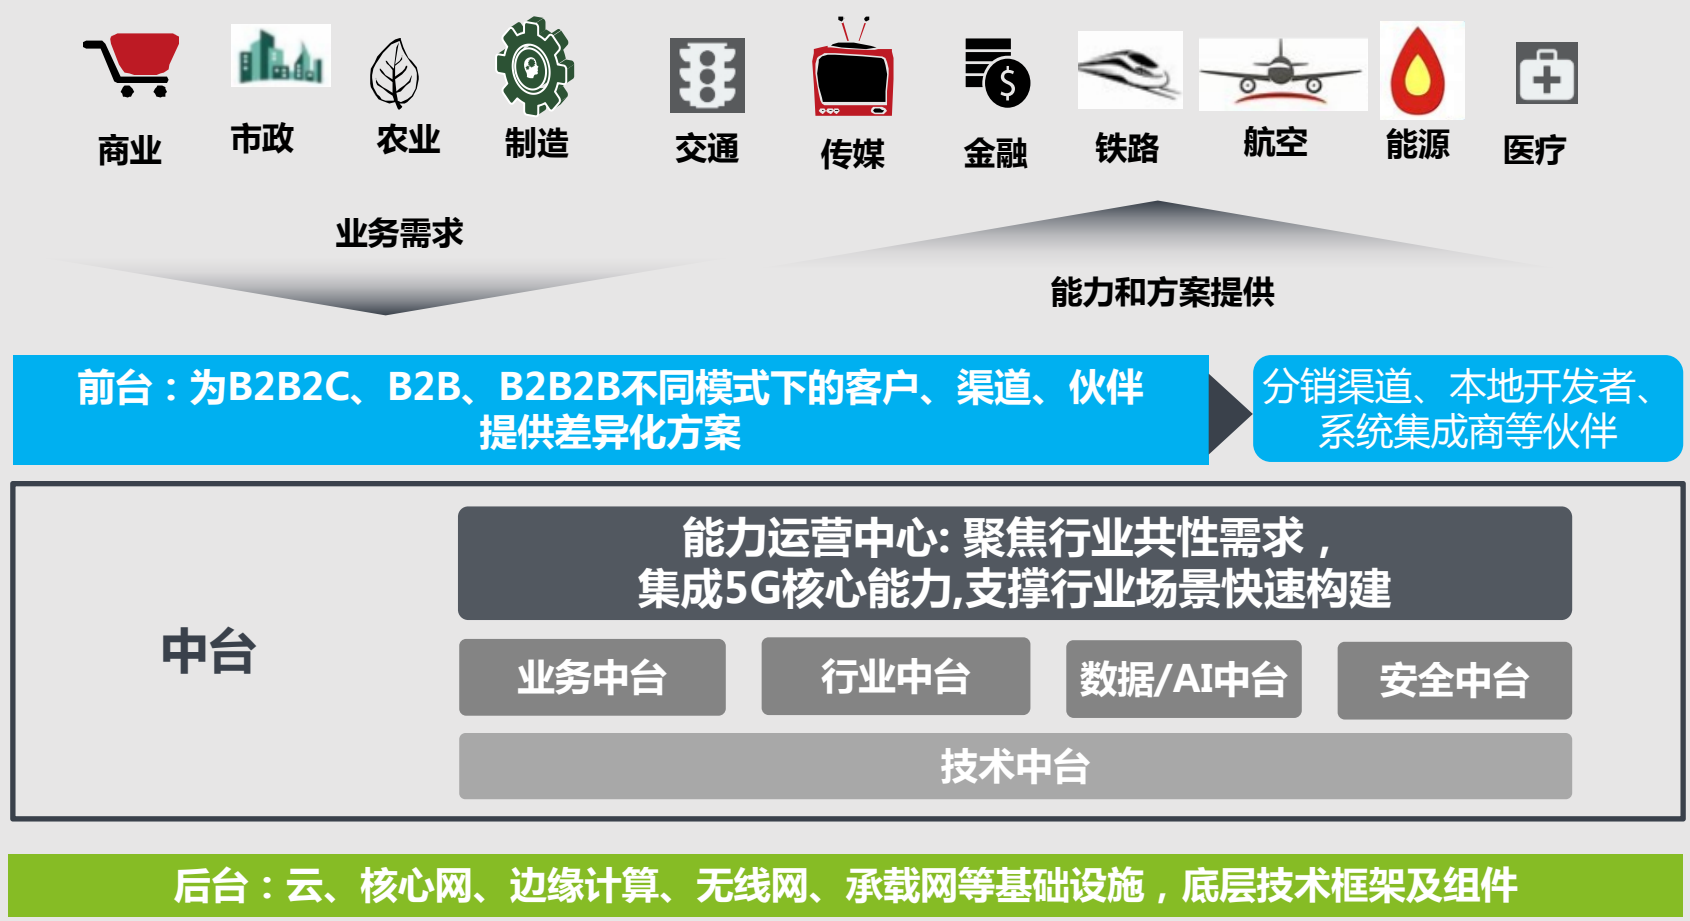 商业
市政
农业
制造
交通
传媒
金融
铁路
航空
能源
医疗
业务需求
能力和方案提供
前台：为B2B2C、B2B、B2B2B不同模式下的客户、渠道、伙伴
提供差异化方案
分销渠道、本地开发者、
系统集成商等伙伴
中台
能力运营中心: 聚焦行业共性需求，
集成5G核心能力,支撑行业场景快速构建
业务中台
行业中台
数据/AI中台
安全中台
技术中台
后台：云、核心网、边缘计算、无线网、承载网等基础设施，底层技术框架及组件